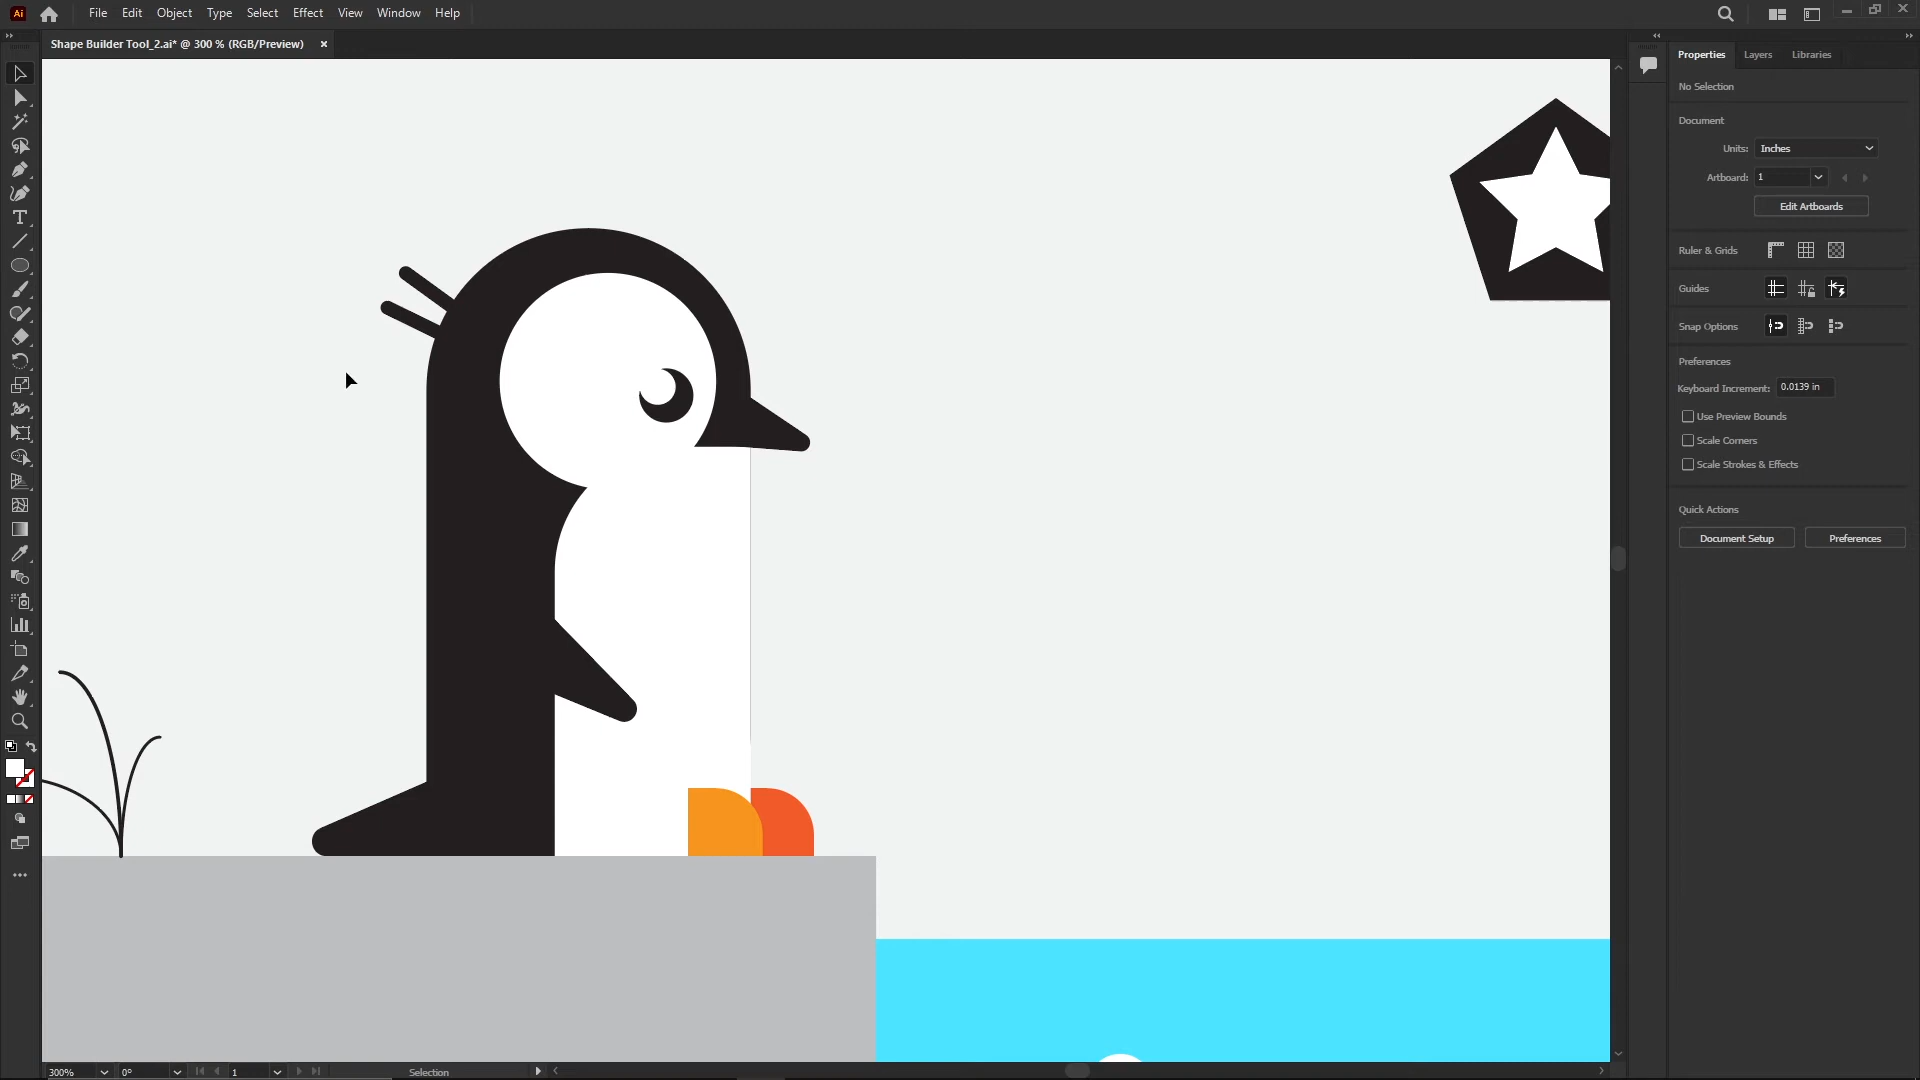 Ai File Edit Object Type Select Effect View Window Help
Shape Builder Tool_2.ai* @ 300 % (RGB/Preview) ×
Properties Layers Libraries
No Selection
Document
Units: Inches
Artboard: 1
Edit Artboards
Ruler & Grids
Guides
Snap Options
Preferences
Keyboard Increment: 0.0139 in
Use Preview Bounds
Scale Corners
Scale Strokes & Effects
Quick Actions
Document Setup Preferences
300% 0° 1 Selection